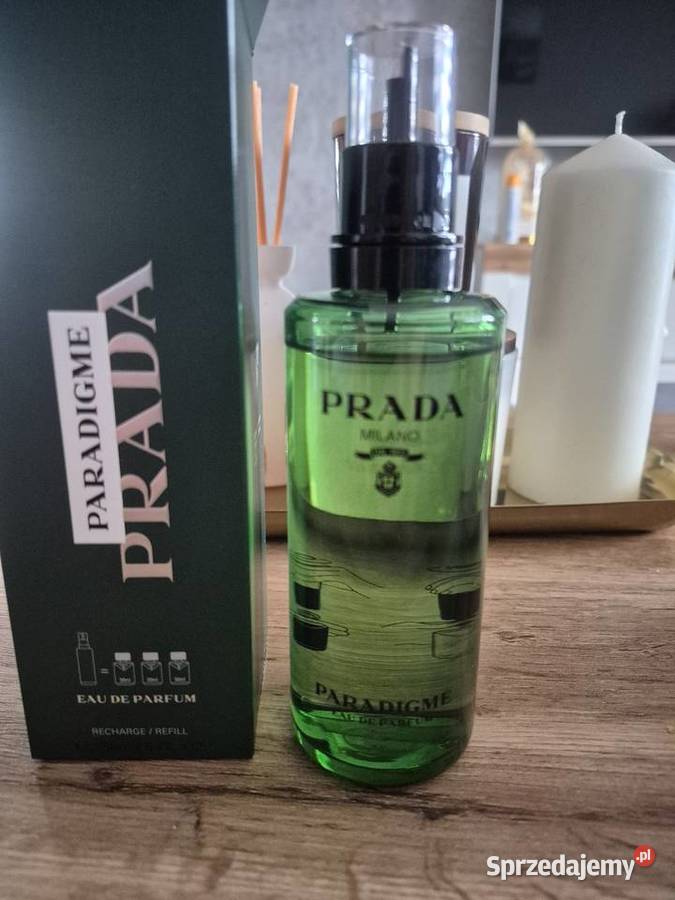 PARADIGME
PRADA
EAU DE PARFUM
RECHARGE / REFILL
PRADA
MILANO
PARADIGME
EAU DE PARFUM
Sprzedajemy.pl